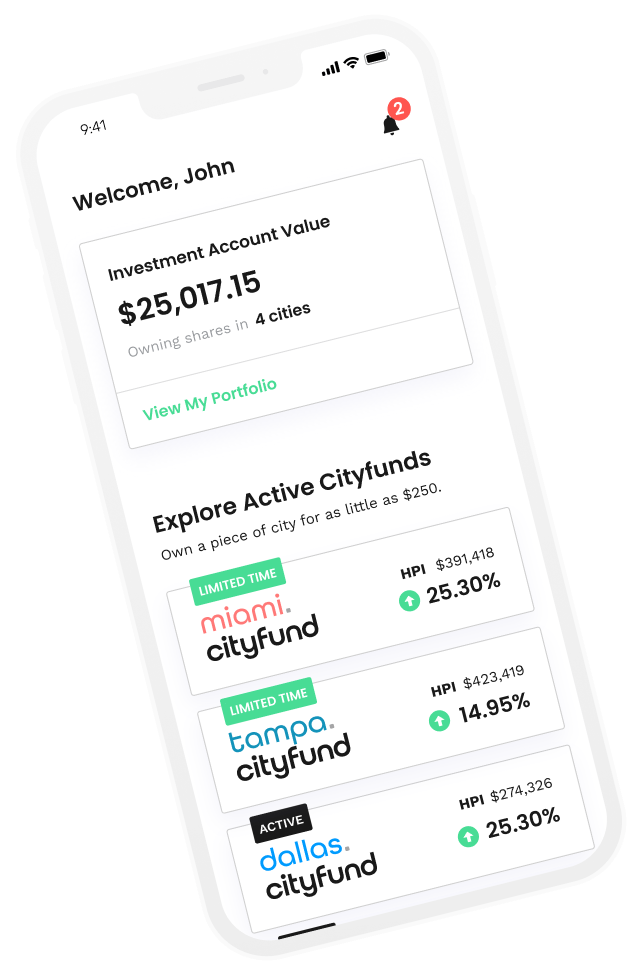 9:41
2
Welcome, John
Investment Account Value
$25,017.15
Owning shares in 4 cities
View My Portfolio
Explore Active Cityfunds
Own a piece of city for as little as $250.
LIMITED TIME
miami.
cityfund
HPI $391,418
25.30%
LIMITED TIME
tampa.
cityfund
HPI $423,419
14.95%
ACTIVE
dallas.
cityfund
HPI $274,326
25.30%